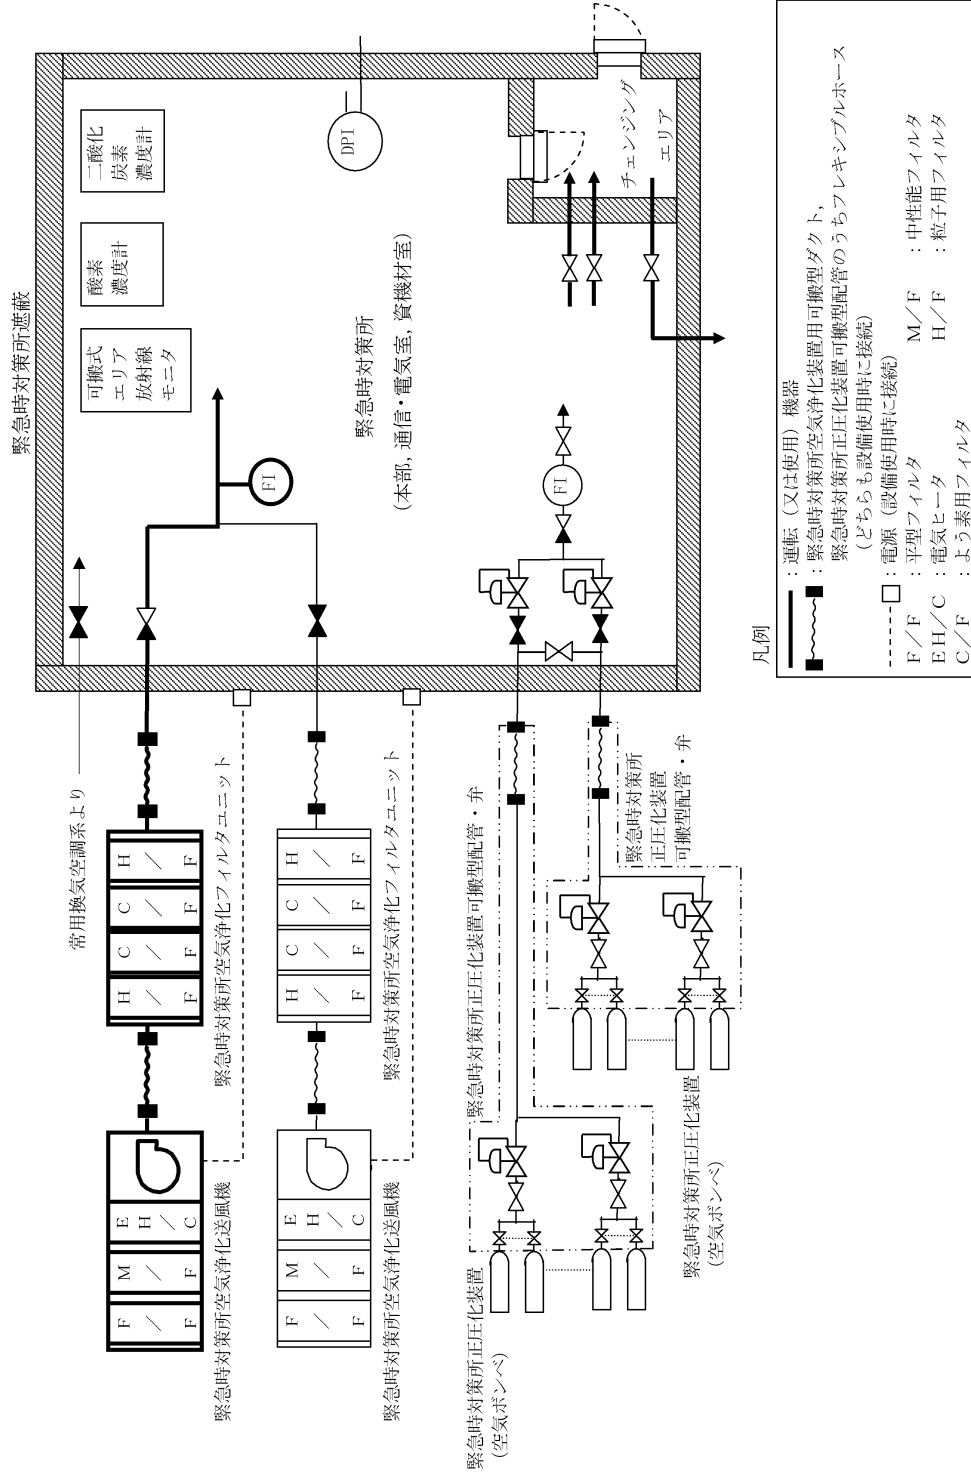 緊急時対策所遮蔽
可搬式
エリア
放射線
モニタ
酸素
濃度計
二酸化
炭素
濃度計
常用換気空調系より
FI
DPI
緊急時対策所
(本部, 通信・電気室, 資機材室)
チェンジング
エリア
FI
F/F
M/F
EH/C
H/F
C/F
C/F
H/F
緊急時対策所空気浄化送風機
緊急時対策所空気浄化フィルタユニット
F/F
M/F
EH/C
H/F
C/F
C/F
H/F
緊急時対策所空気浄化送風機
緊急時対策所空気浄化フィルタユニット
緊急時対策所正圧化装置
(空気ボンベ)
緊急時対策所正圧化装置可搬型配管・弁
緊急時対策所
正圧化装置
可搬型配管・弁
緊急時対策所正圧化装置
(空気ボンベ)
凡例
：運転（又は使用）機器
：緊急時対策所空気浄化装置用可搬型ダクト,
緊急時対策所正圧化装置可搬型配管のうちフレキシブルホース
（どちらも設備使用時に接続）
：電源（設備使用時に接続）
F/F ：平型フィルタ M/F ：中性能フィルタ
EH/C ：電気ヒータ H/F ：粒子用フィルタ
C/F ：よう素用フィルタ